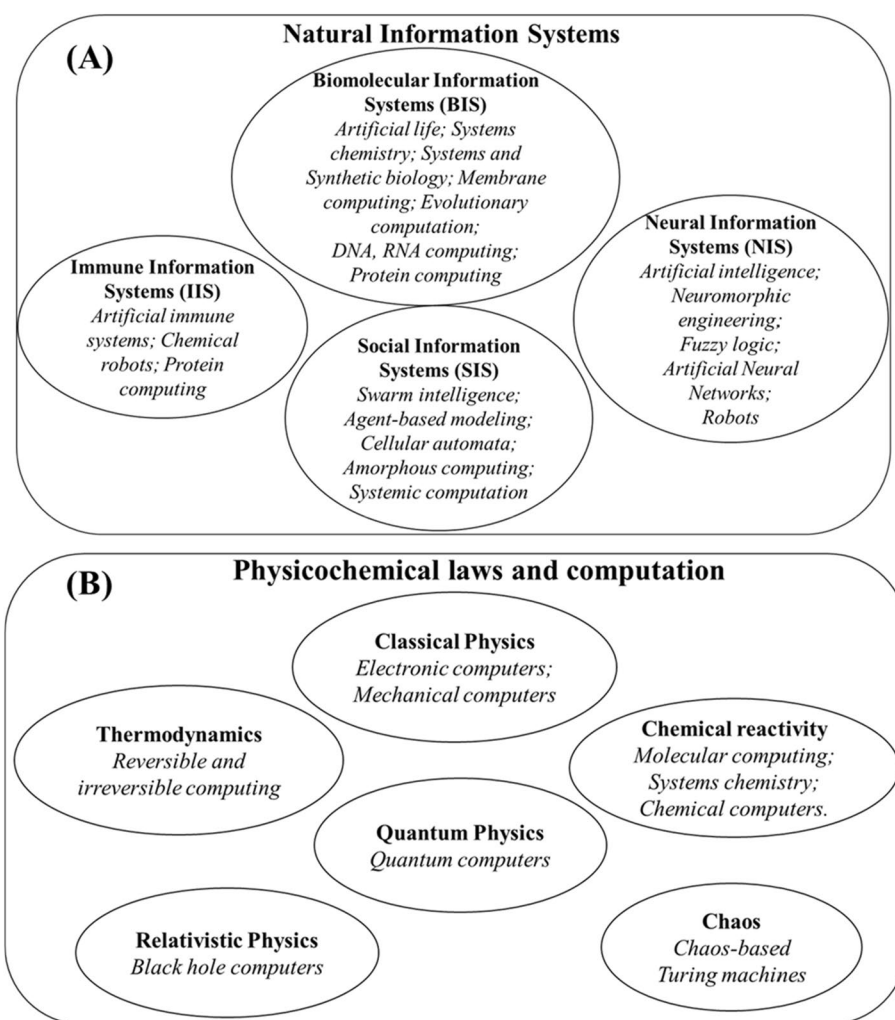 Natural Information Systems
(A)
Biomolecular Information
Systems (BIS)
Artificial life; Systems
chemistry; Systems and
Synthetic biology; Membrane
computing; Evolutionary
computation;
DNA, RNA computing;
Protein computing
Immune Information
Systems (IIS)
Artificial immune
systems; Chemical
robots; Protein
computing
Social Information
Systems (SIS)
Swarm intelligence;
Agent-based modeling;
Cellular automata;
Amorphous computing;
Systemic computation
Neural Information
Systems (NIS)
Artificial intelligence;
Neuromorphic
engineering;
Fuzzy logic;
Artificial Neural
Networks;
Robots
Physicochemical laws and computation
(B)
Classical Physics
Electronic computers;
Mechanical computers
Thermodynamics
Reversible and
irreversible computing
Chemical reactivity
Molecular computing;
Systems chemistry;
Chemical computers.
Quantum Physics
Quantum computers
Relativistic Physics
Black hole computers
Chaos
Chaos-based
Turing machines